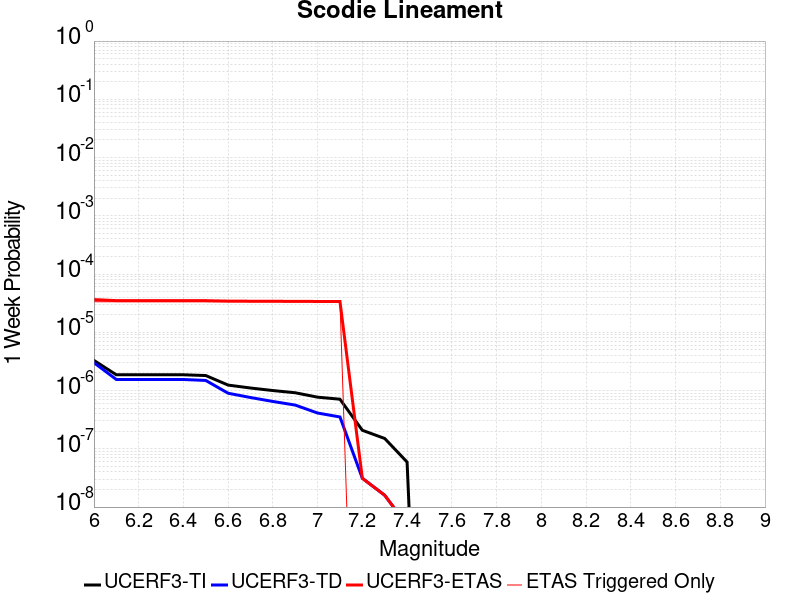 Scodie Lineament
10^0
10^-1
10^-2
10^-3
10^-4
10^-5
10^-6
10^-7
10^-8
1 Week Probability
6 6.2 6.4 6.6 6.8 7 7.2 7.4 7.6 7.8 8 8.2 8.4 8.6 8.8 9
Magnitude
UCERF3-TI UCERF3-TD UCERF3-ETAS ETAS Triggered Only